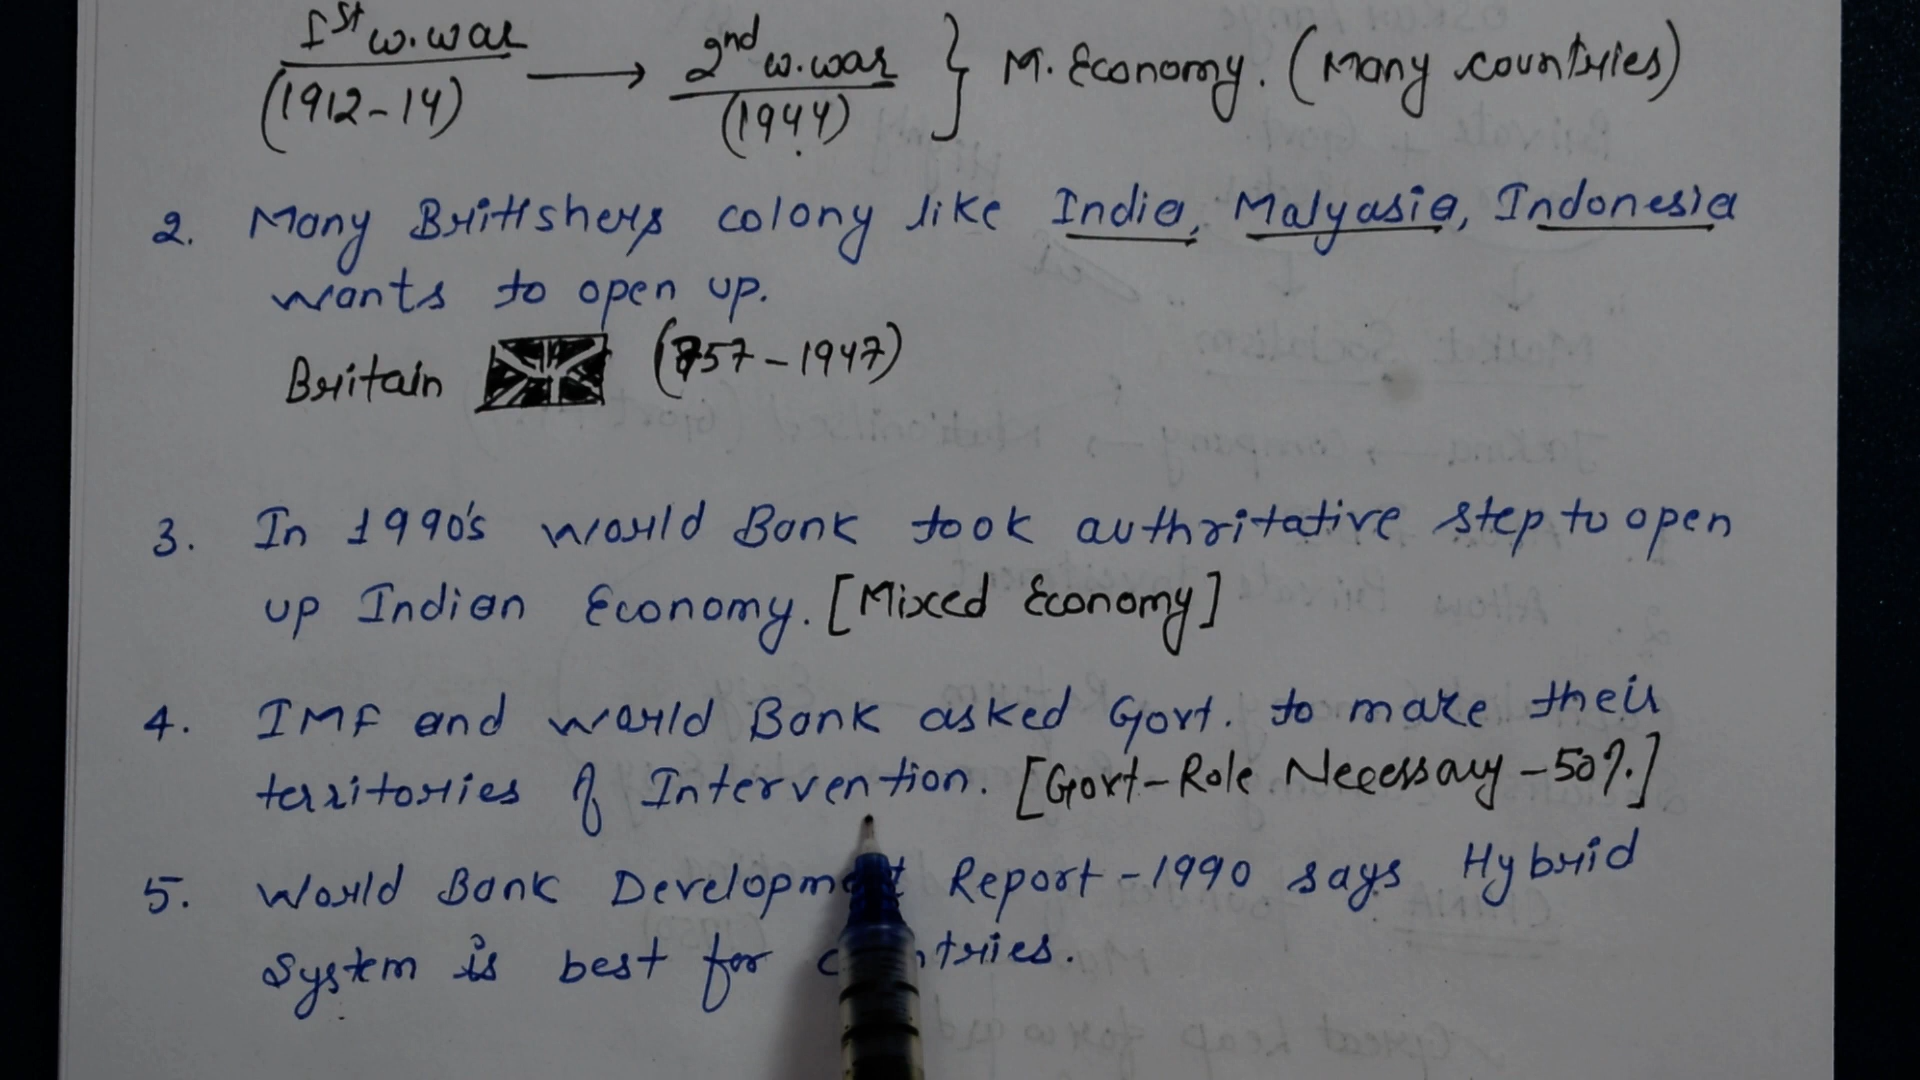 1st w.war ⟶ 2nd w.war } M. Economy. (Many countries)
(1912-14) (1944)
2. Many Brittshers colony like India, Malyasia, Indonesia
wants to open up.
Britain (757-1947)
3. In 1990's World Bank took authritative step to open
up Indian Economy. [Mixed Economy]
4. IMF and World Bank asked Govt. to make their
territories of Intervention. [Govt-Role Necessary-50%.]
5. World Bank Development Report-1990 says Hybrid
System is best for